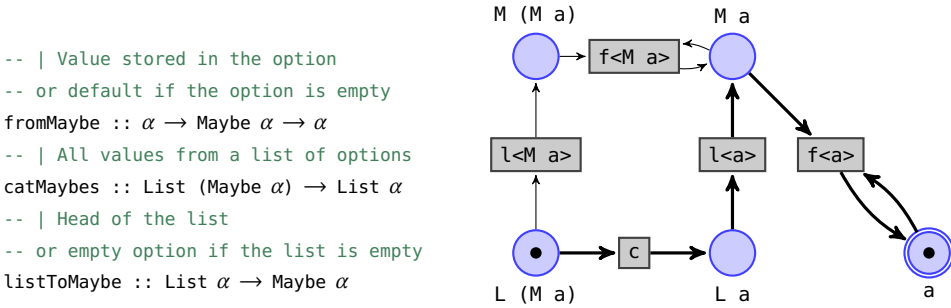 -- | Value stored in the option
-- or default if the option is empty
fromMaybe :: α → Maybe α → α
-- | All values from a list of options
catMaybes :: List (Maybe α) → List α
-- | Head of the list
-- or empty option if the list is empty
listToMaybe :: List α → Maybe α
M (M a)
M a
f<M a>
l<M a>
l<a>
f<a>
c
L (M a)
L a
a